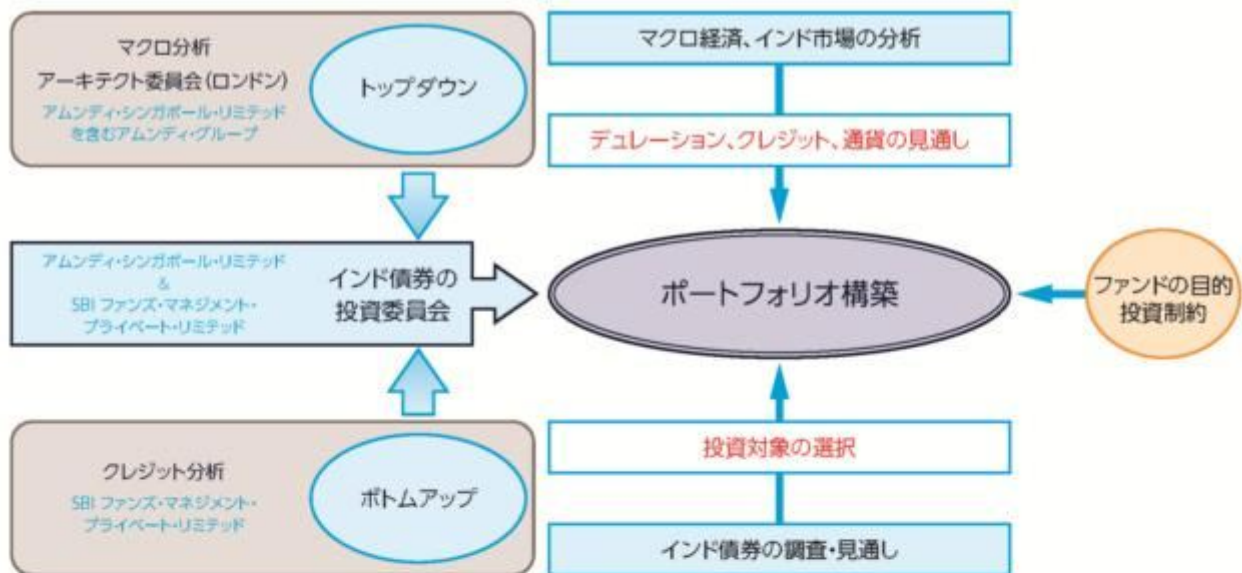 マクロ分析
アーキテクト委員会(ロンドン)
アムンディ・シンガポール・リミテッド
を含むアムンディ・グループ
トップダウン
マクロ経済、インド市場の分析
デュレーション、クレジット、通貨の見通し
アムンディ・シンガポール・リミテッド
&
SBI ファンズ・マネジメント・
プライベート・リミテッド
インド債券の
投資委員会
ポートフォリオ構築
ファンドの目的
投資制約
クレジット分析
SBI ファンズ・マネジメント・
プライベート・リミテッド
ボトムアップ
投資対象の選択
インド債券の調査・見通し